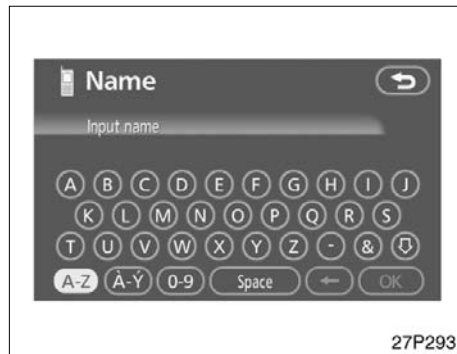 Name
Input name
A B C D E F G H I J
K L M N O P Q R S
T U V W X Y Z - &
A-Z À-Ý 0-9 Space ← OK
27P293